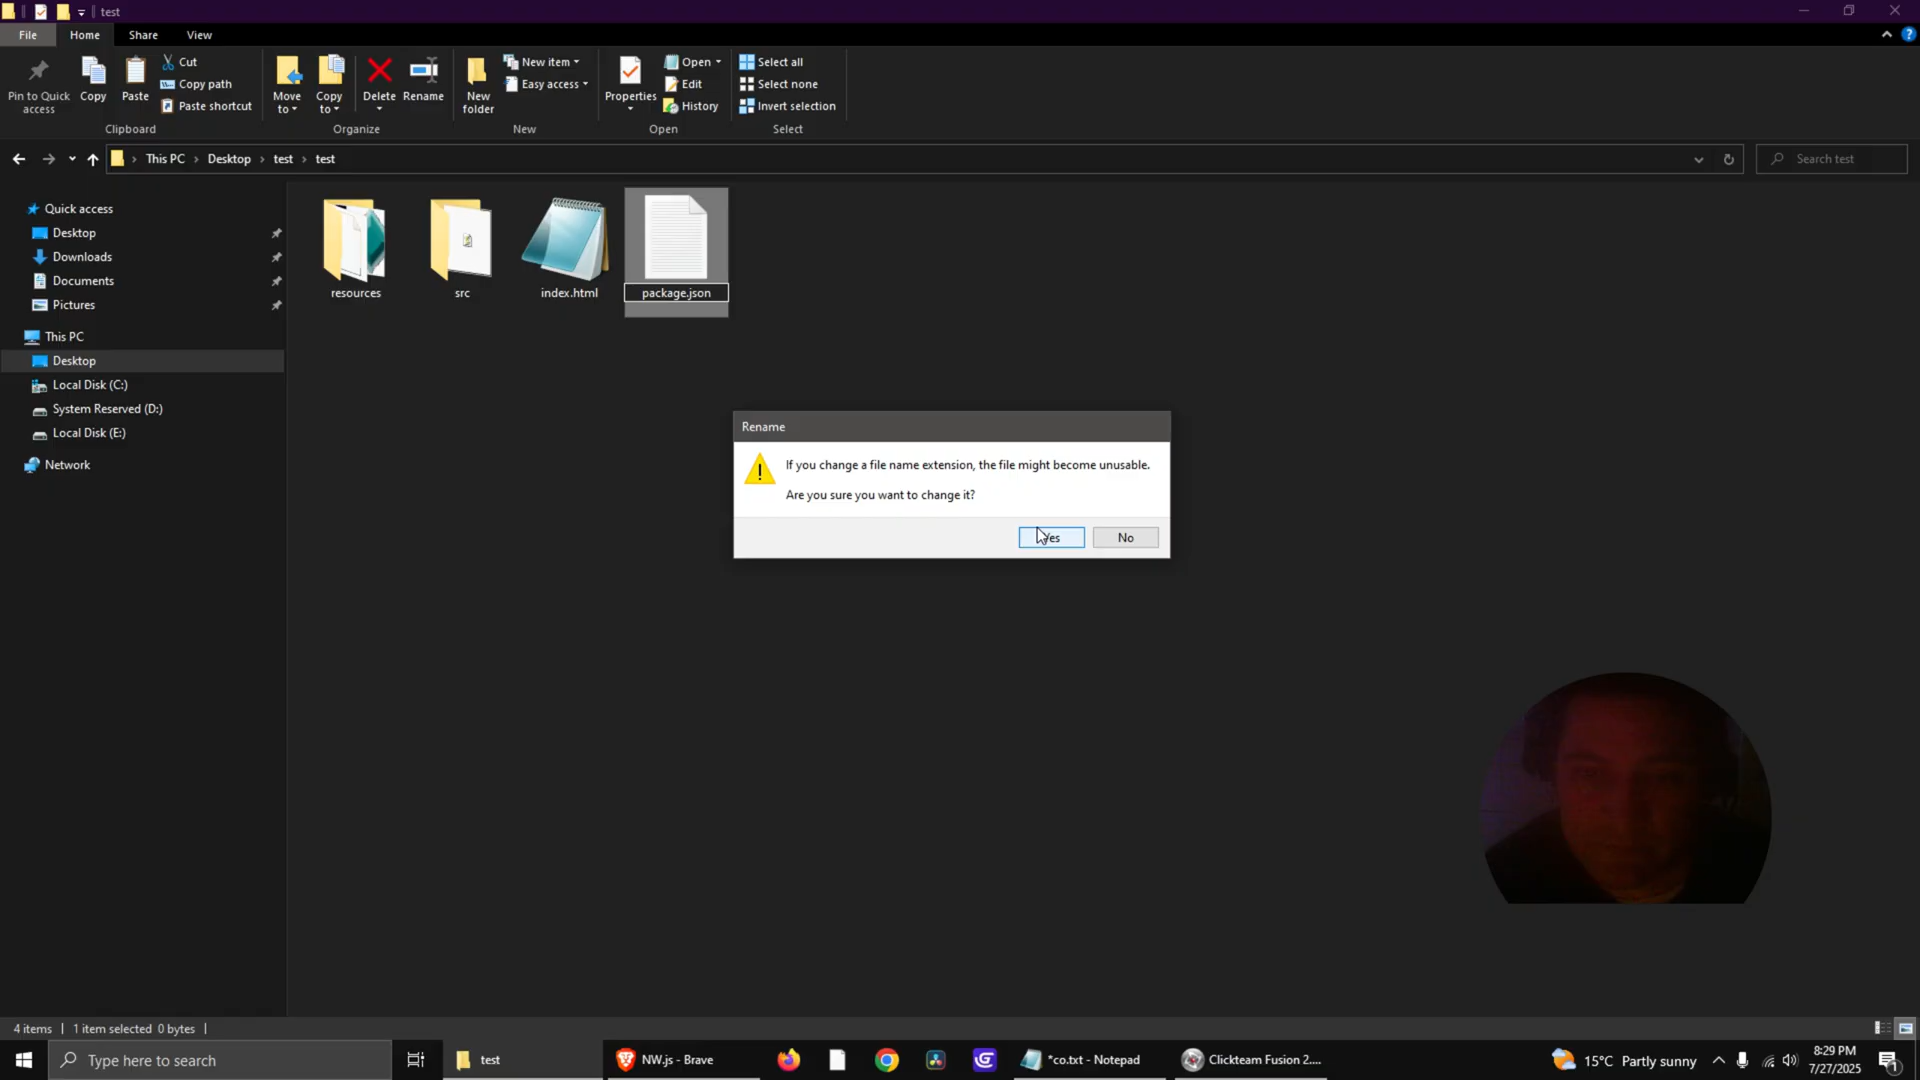 test
File
Home
Share
View
Pin to Quick
access
Copy
Paste
Cut
Copy path
Paste shortcut
Clipboard
Move
to
Copy
to
Delete
Rename
Organize
New
folder
New item
Easy access
New
Properties
Open
Edit
History
Open
Select all
Select none
Invert selection
Select
This PC
Desktop
test
test
Search test
Quick access
Desktop
Downloads
Documents
Pictures
This PC
Desktop
Local Disk (C:)
System Reserved (D:)
Local Disk (E:)
Network
resources
src
index.html
package.json
Rename
If you change a file name extension, the file might become unusable.
Are you sure you want to change it?
Yes
No
4 items
1 item selected 0 bytes
Type here to search
test
NW.js - Brave
*co.txt - Notepad
Clickteam Fusion 2....
15°C Partly sunny
8:29 PM
7/27/2025
1